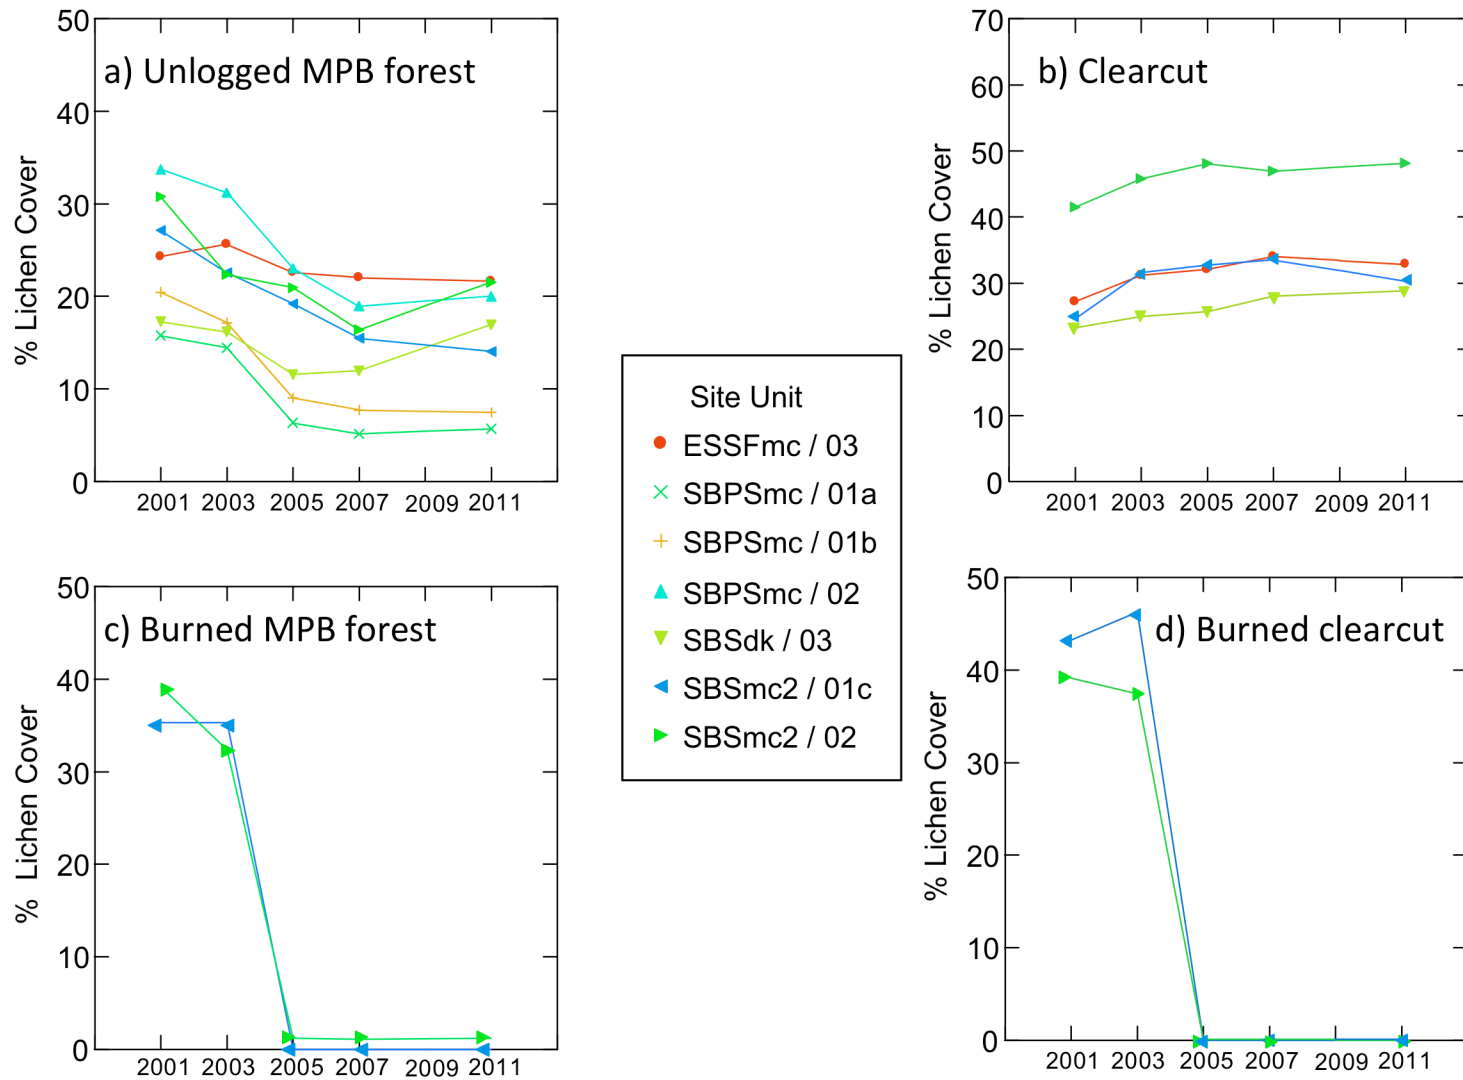 a) Unlogged MPB forest
% Lichen Cover
50
40
30
20
10
0
2001 2003 2005 2007 2009 2011
b) Clearcut
% Lichen Cover
70
60
50
40
30
20
10
0
2001 2003 2005 2007 2009 2011
Site Unit
ESSFmc / 03
SBPSmc / 01a
SBPSmc / 01b
SBPSmc / 02
SBSdk / 03
SBSmc2 / 01c
SBSmc2 / 02
c) Burned MPB forest
% Lichen Cover
50
40
30
20
10
0
2001 2003 2005 2007 2009 2011
d) Burned clearcut
% Lichen Cover
50
40
30
20
10
0
2001 2003 2005 2007 2009 2011